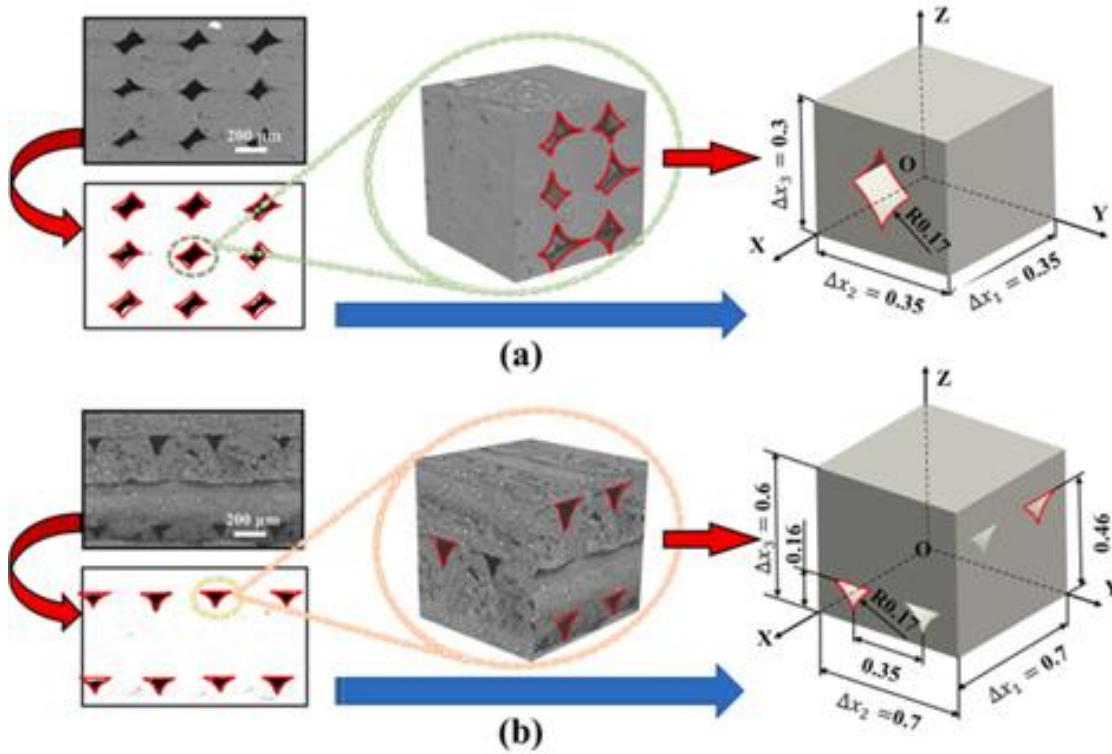 200 μm
Z
O
Y
X
R0.17
Δx₃ = 0.3
Δx₂ = 0.35
Δx₁ = 0.35
(a)
200 μm
Z
O
Y
X
R0.17
Δx₃ = 0.6
0.16
0.46
0.35
Δx₂ =0.7
Δx₁ = 0.7
(b)